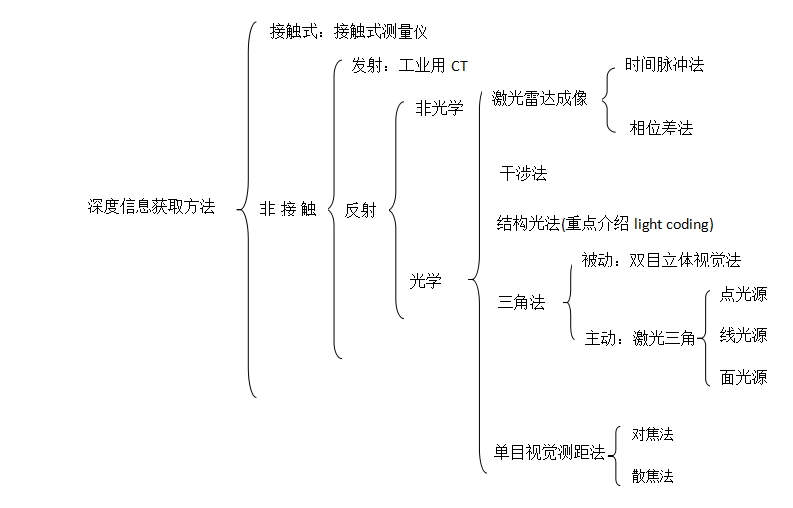 接触式：接触式测量仪
发射：工业用 CT
时间脉冲法
激光雷达成像
非光学
相位差法
干涉法
深度信息获取方法
非 接 触
反射
结构光法(重点介绍 light coding)
被动：双目立体视觉法
光学
点光源
三角法
主动：激光三角
线光源
面光源
对焦法
单目视觉测距法
散焦法